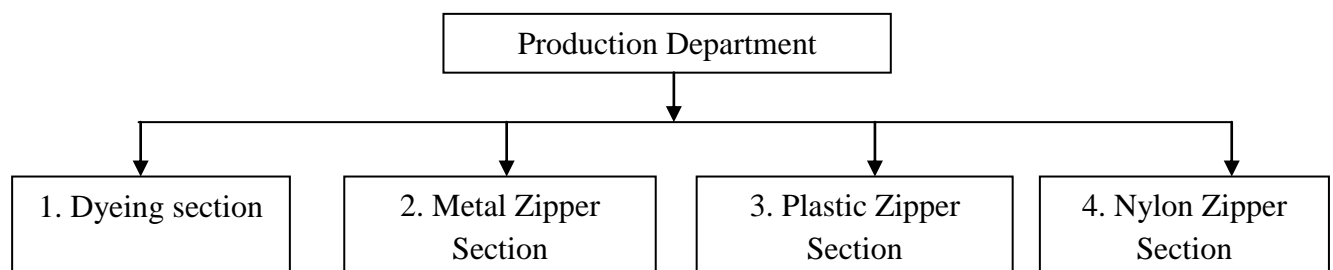 Production Department
1. Dyeing section
2. Metal Zipper
Section
3. Plastic Zipper
Section
4. Nylon Zipper
Section